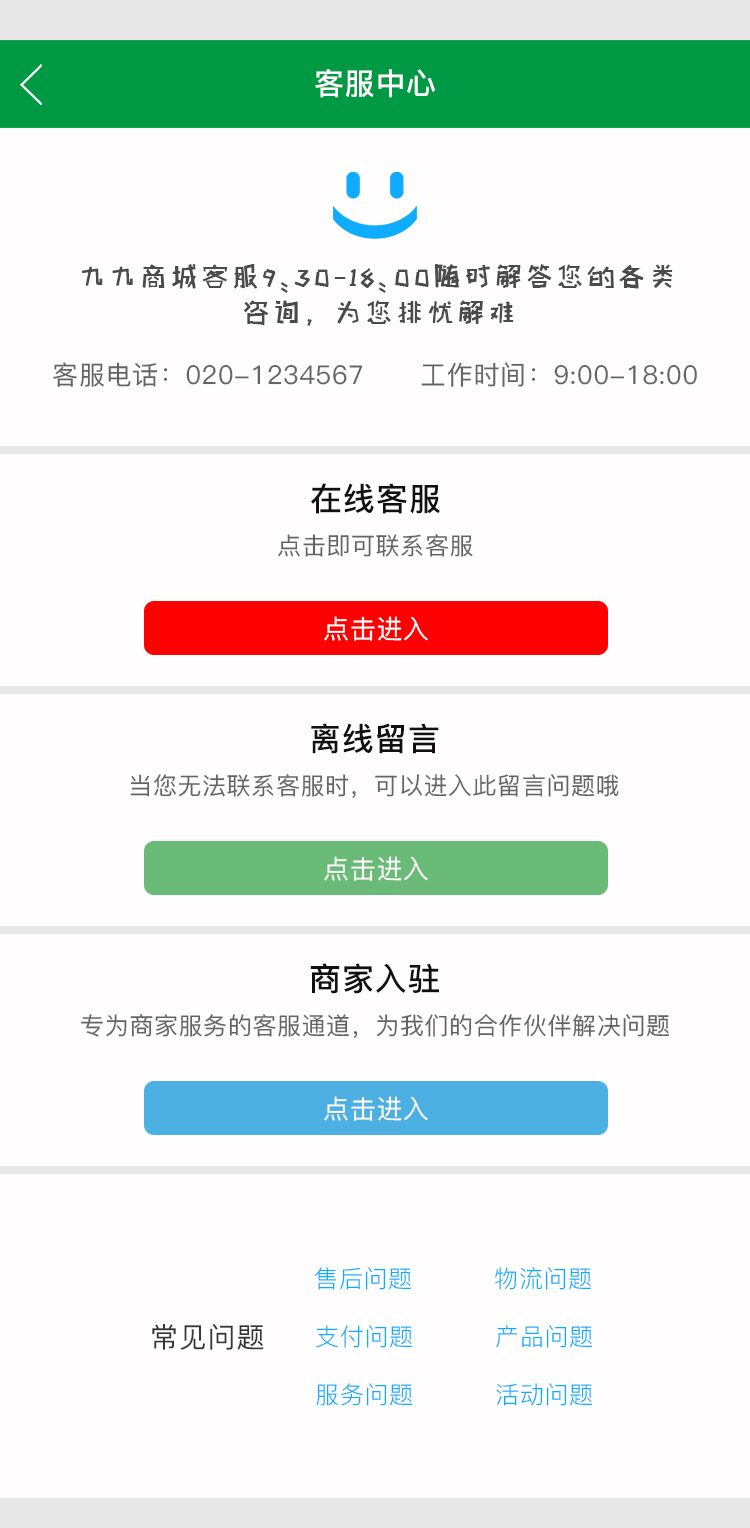 客服中心
九九商城客服9、30-18、00随时解答您的各类
咨询，为您排忧解难
客服电话：020-1234567 工作时间：9:00-18:00
在线客服
点击即可联系客服
点击进入
离线留言
当您无法联系客服时，可以进入此留言问题哦
点击进入
商家入驻
专为商家服务的客服通道，为我们的合作伙伴解决问题
点击进入
售后问题 物流问题
常见问题 支付问题 产品问题
服务问题 活动问题